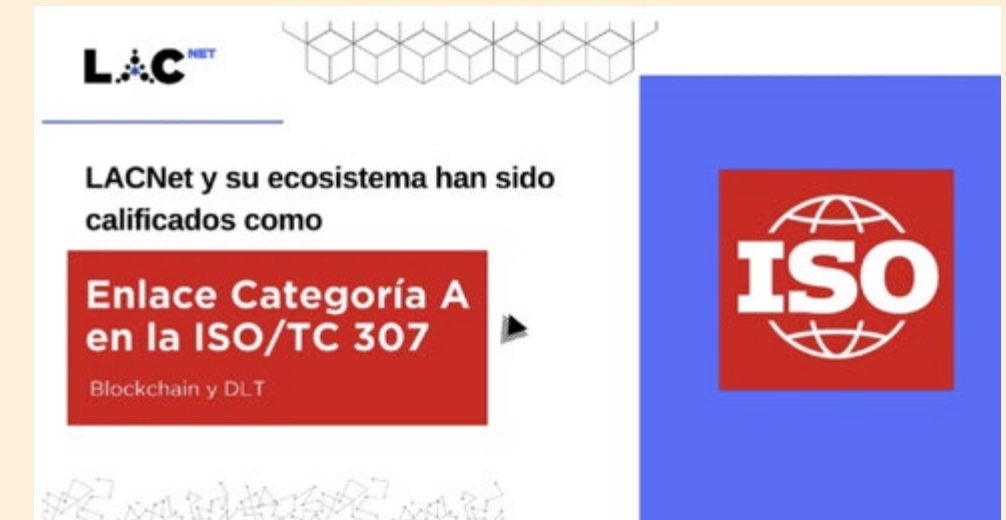 LACNET
LACNet y su ecosistema han sido
calificados como
Enlace Categoría A
en la ISO/TC 307
Blockchain y DLT
ISO